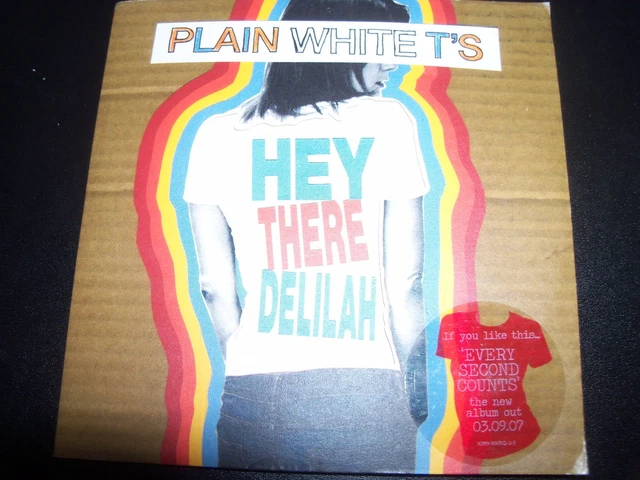 PLAIN WHITE T'S
HEY
THERE
DELILAH
If you like this...
'EVERY
SECOND
COUNTS'
the new
album out
03.09.07